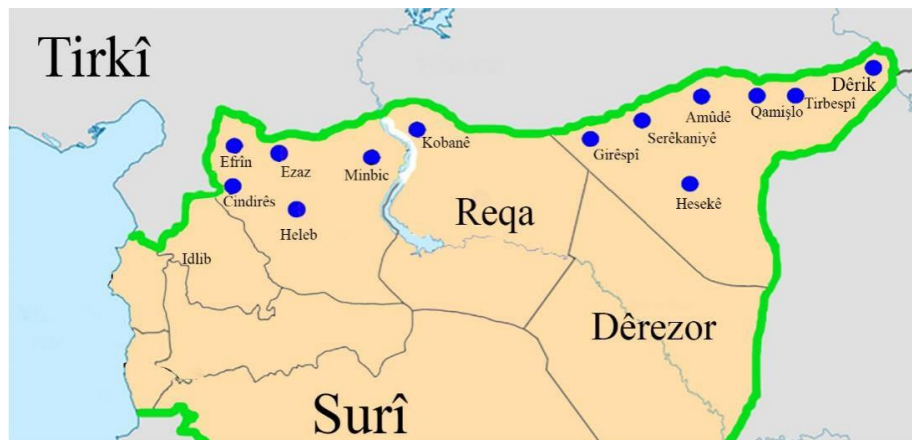 Tirkî
Dêrik
Qamişlo
Tirbespî
Amûdê
Serêkaniyê
Girêspî
Kobanê
Efrîn
Ezaz
Minbic
Cindirês
Hesekê
Heleb
Reqa
Idlib
Dêrezor
Surî